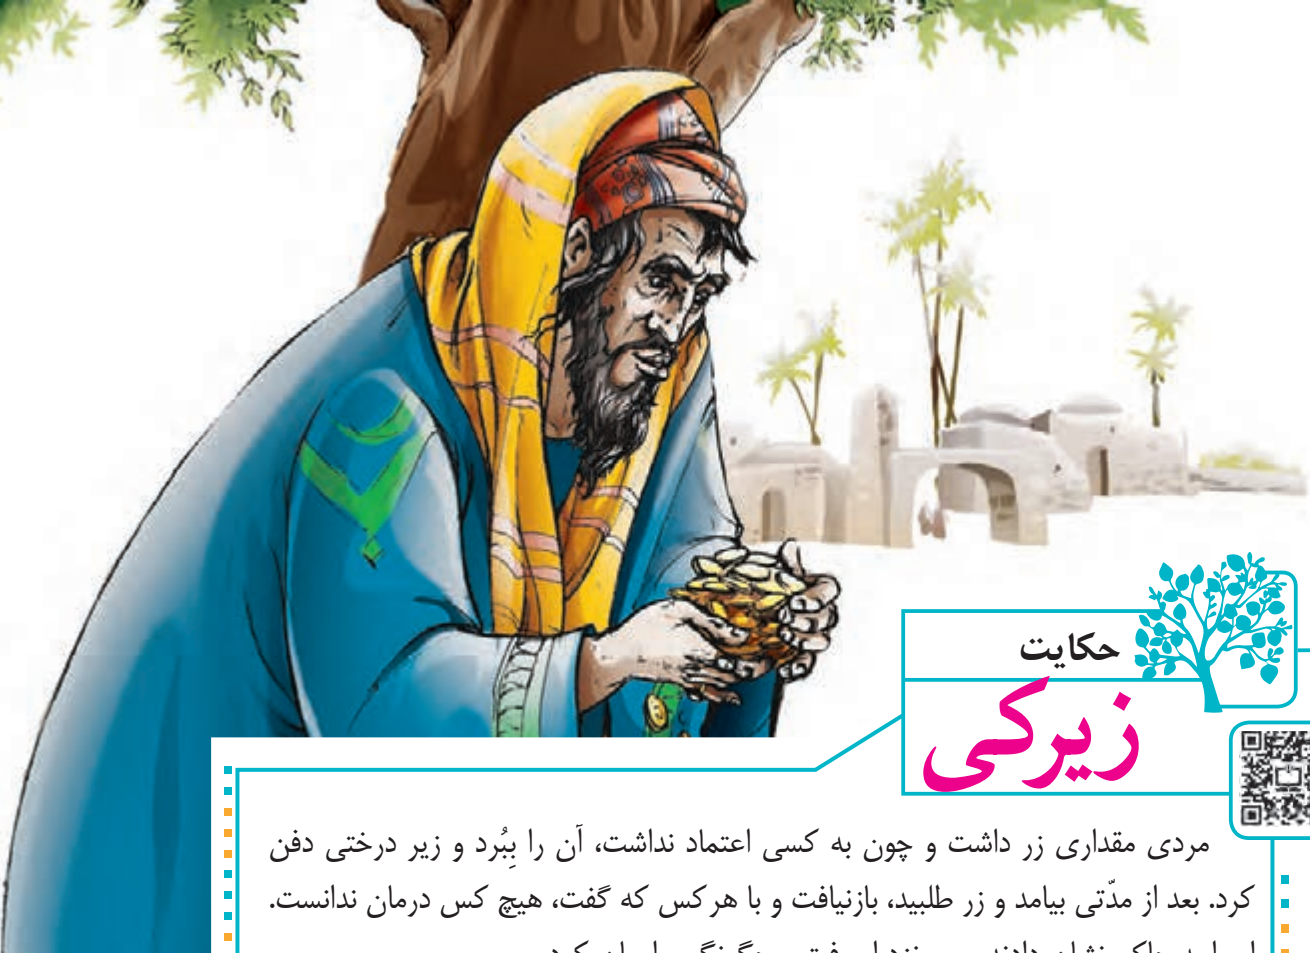 حکایت
زیرکی
مردی مقداری زر داشت و چون به کسی اعتماد نداشت، آن را بِبُرد و زیر درختی دفن
کرد. بعد از مدّتی بیامد و زر طلبید، بازنیافت و با هرکس که گفت، هیچ کس درمان ندانست.